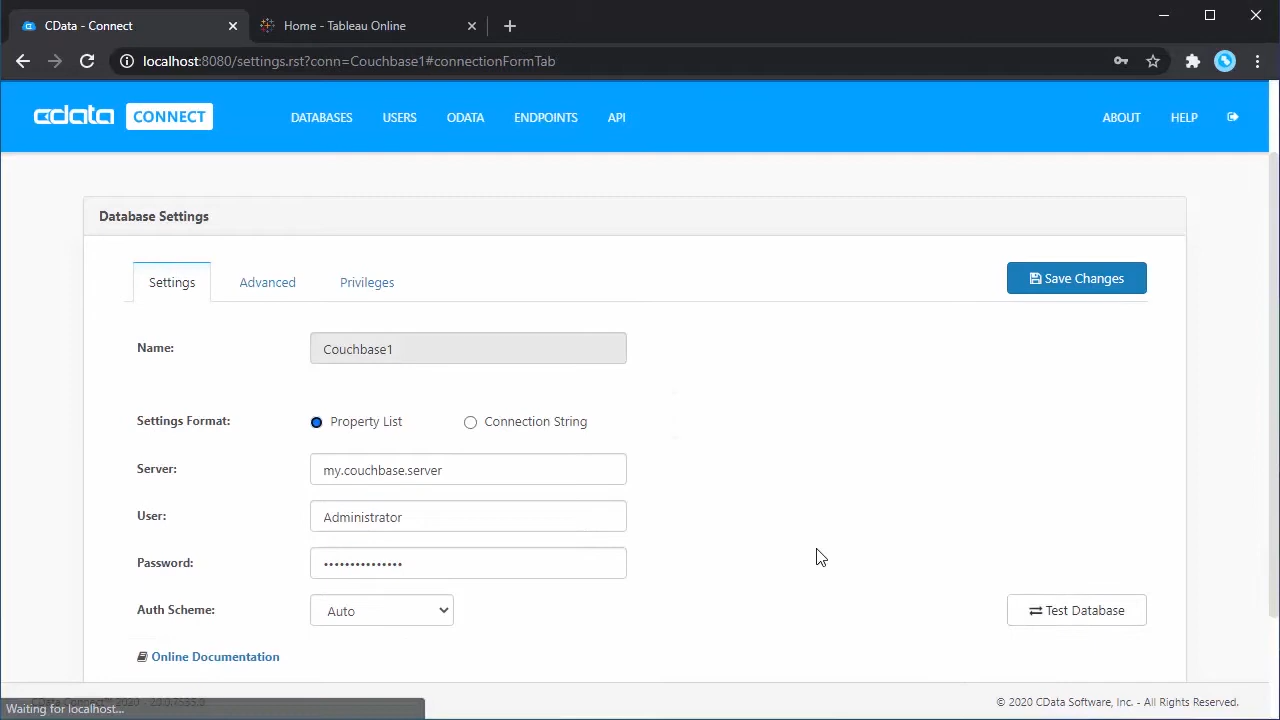 CData - Connect
Home - Tableau Online
localhost:8080/settings.rst?conn=Couchbase1#connectionFormTab
cdata CONNECT
DATABASES
USERS
ODATA
ENDPOINTS
API
ABOUT
HELP
Database Settings
Settings
Advanced
Privileges
Save Changes
Name:
Couchbase1
Settings Format:
Property List
Connection String
Server:
my.couchbase.server
User:
Administrator
Password:
•••••••••••••••
Auth Scheme:
Auto
Test Database
Online Documentation
Waiting for localhost...
© 2020 CData Software, Inc. - All Rights Reserved.